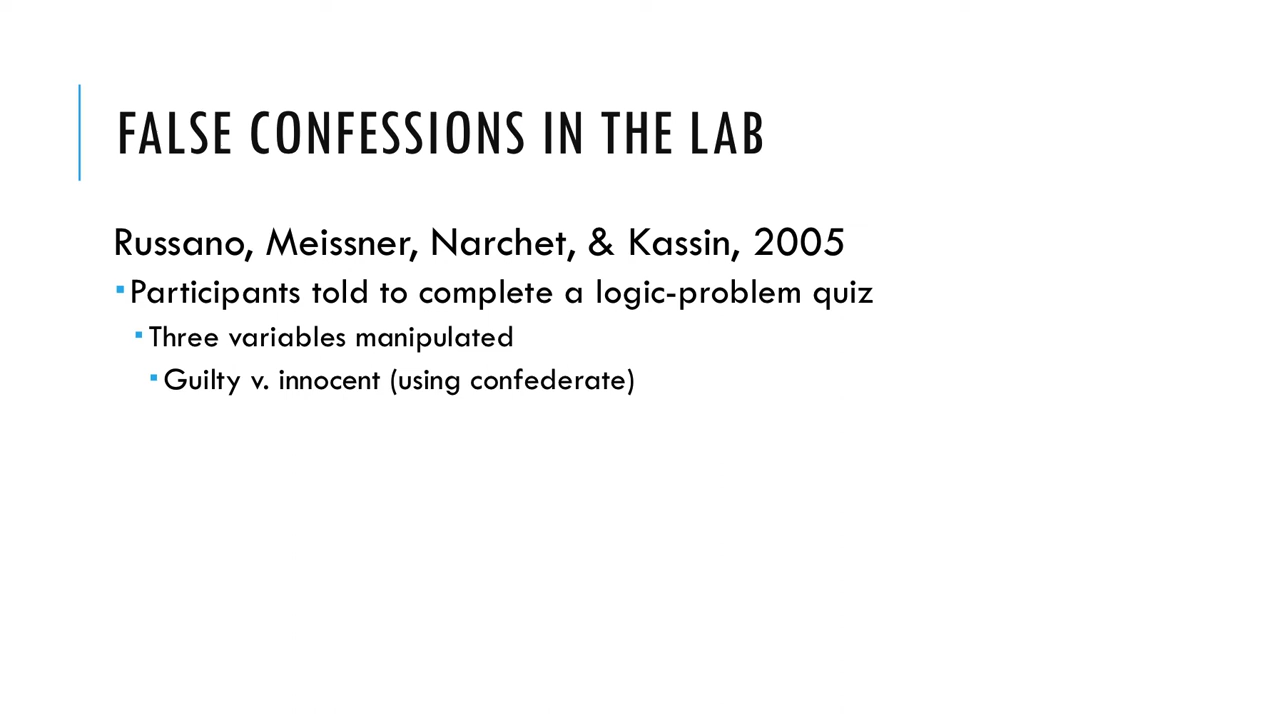 FALSE CONFESSIONS IN THE LAB
Russano, Meissner, Narchet, & Kassin, 2005
▪Participants told to complete a logic-problem quiz
▪Three variables manipulated
▪Guilty v. innocent (using confederate)